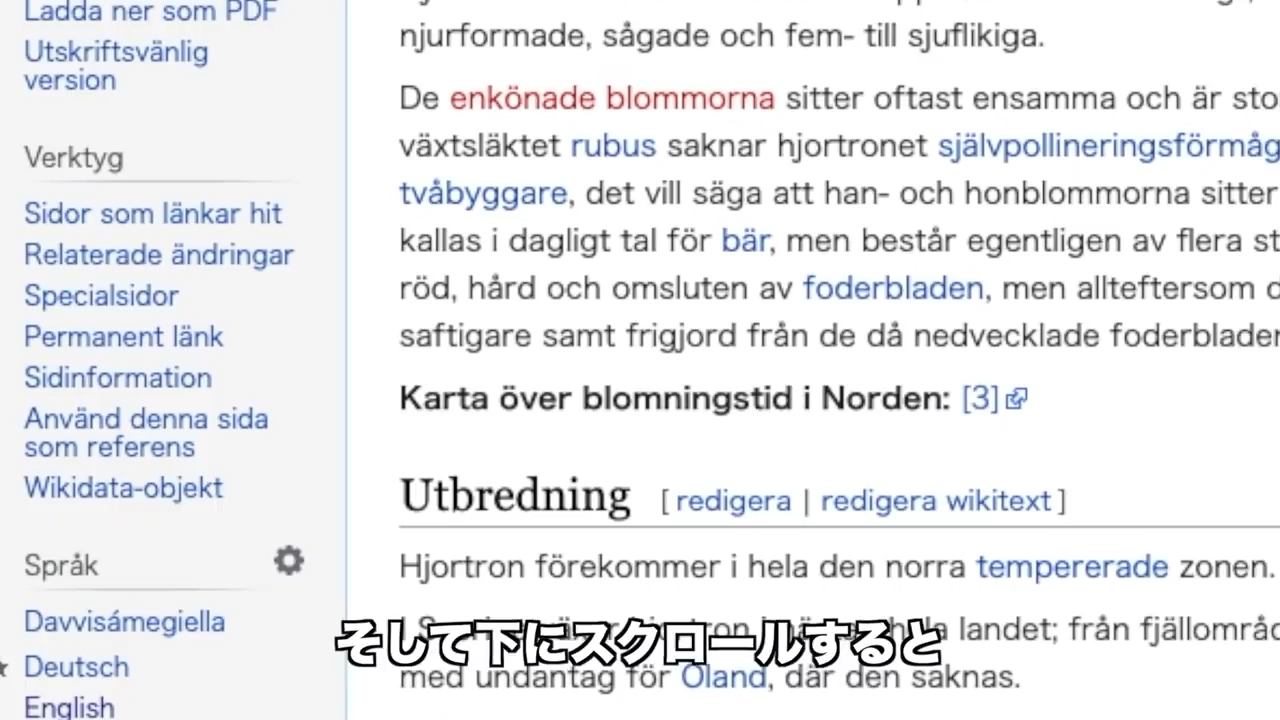 Ladda ner som PDF
Utskriftsvänlig
version
Verktyg
Sidor som länkar hit
Relaterade ändringar
Specialsidor
Permanent länk
Sidinformation
Använd denna sida
som referens
Wikidata-objekt
Språk
Davvisámegiella
Deutsch
English
njurformade, sågade och fem- till sjuflikiga.
De enkönade blommorna sitter oftast ensamma och är sto
växtsläktet rubus saknar hjortronet självpollineringsförmåg
tvåbyggare, det vill säga att han- och honblommorna sitter
kallas i dagligt tal för bär, men består egentligen av flera st
röd, hård och omsluten av foderbladen, men allteftersom d
saftigare samt frigjord från de då nedvecklade foderblader
Karta över blomningstid i Norden: [3]
Utbredning [ redigera | redigera wikitext ]
Hjortron förekommer i hela den norra tempererade zonen.
landet; från fjällområd
med undantag för Öland, där den saknas.
そして下にスクロールすると